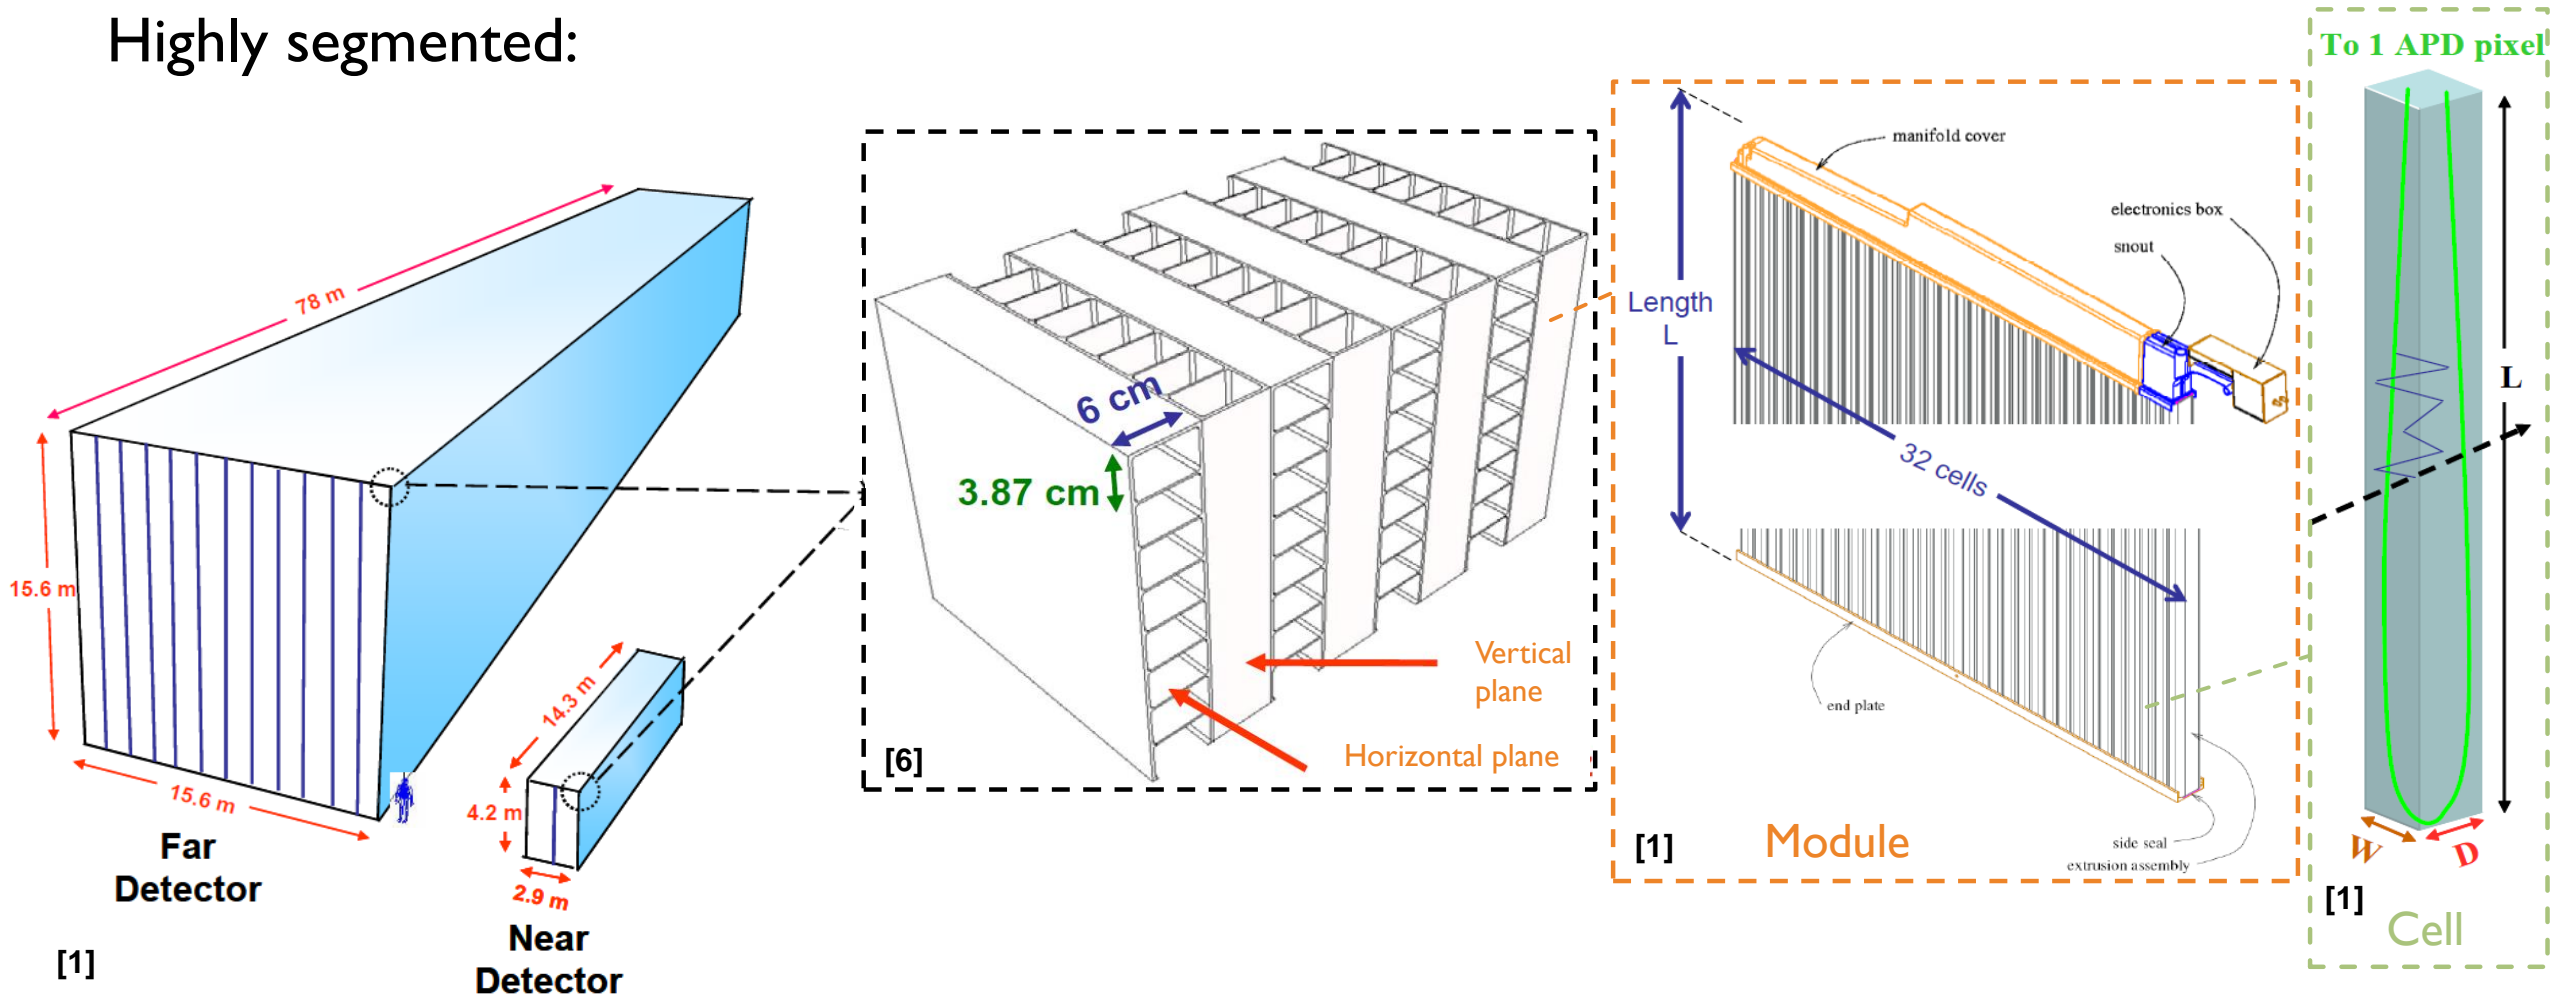 Highly segmented:
78 m
15.6 m
15.6 m
Far
Detector
[1]
14.3 m
4.2 m
2.9 m
Near
Detector
6 cm
3.87 cm
Vertical
plane
Horizontal plane
[6]
manifold cover
electronics box
snout
Length
L
32 cells
end plate
side seal
extrusion assembly
[1]
Module
To 1 APD pixel
L
W
D
[1]
Cell